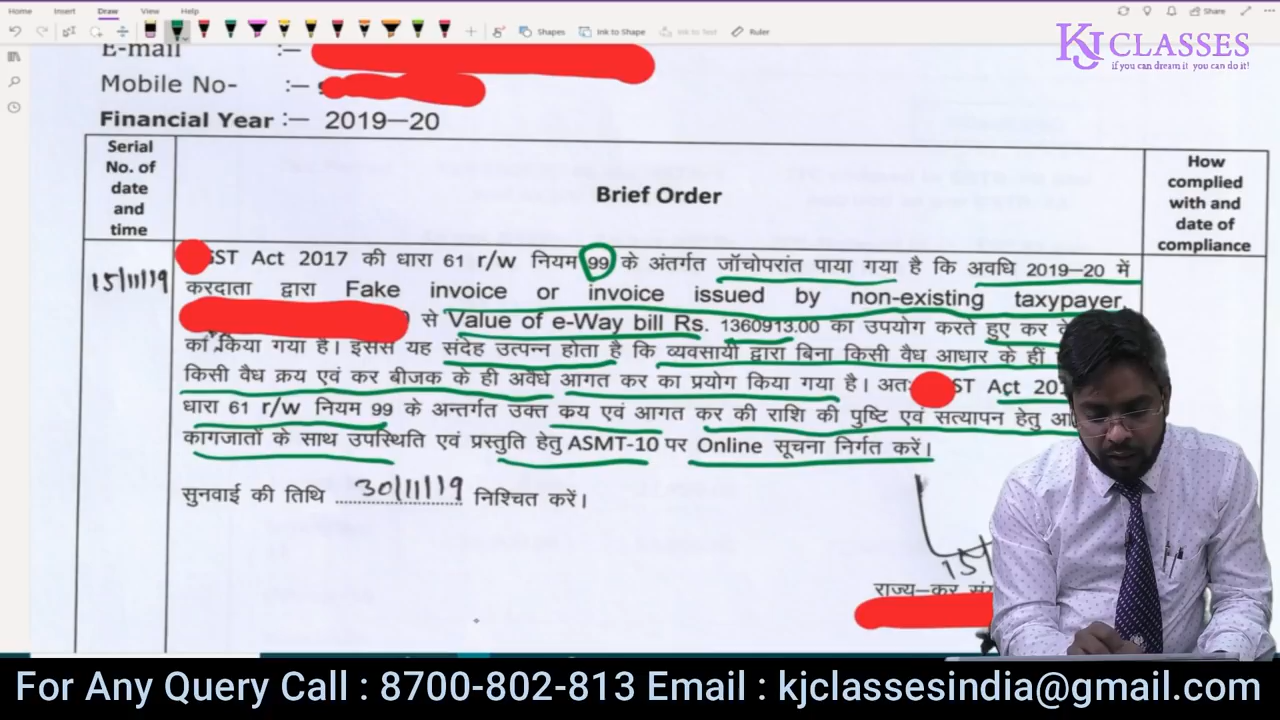 Home Insert Draw View Help
Share
Shapes Ink to Shape Ink to Text Ruler
KJ CLASSES
if you can dream it you can do it!
E-mail :–
Mobile No- :–
Financial Year :– 2019–20
Serial No. of date and time
Brief Order
How complied with and date of compliance
15/11/19
ST Act 2017 की धारा 61 r/w नियम 99 के अंतर्गत जॉचोपरांत पाया गया है कि अवधि 2019–20 में
करदाता द्वारा Fake invoice or invoice issued by non-existing taxypayer,
से Value of e-Way bill Rs. 1360913.00 का उपयोग करते हुए कर
का किया गया है। इससे यह संदेह उत्पन्न होता है कि व्यवसायी द्वारा बिना किसी वैध आधार के ही
किसी वैध क्रय एवं कर बीजक के ही अवैध आगत कर का प्रयोग किया गया है। अतः ST Act
धारा 61 r/w नियम 99 के अन्तर्गत उक्त क्रय एवं आगत कर की राशि की पुष्टि एवं सत्यापन हेतु
कागजातों के साथ उपस्थिति एवं प्रस्तुति हेतु ASMT-10 पर Online सूचना निर्गत करें।
सुनवाई की तिथि 30/11/19 निश्चित करें।
राज्य–कर
For Any Query Call : 8700-802-813 Email : kjclassesindia@gmail.com